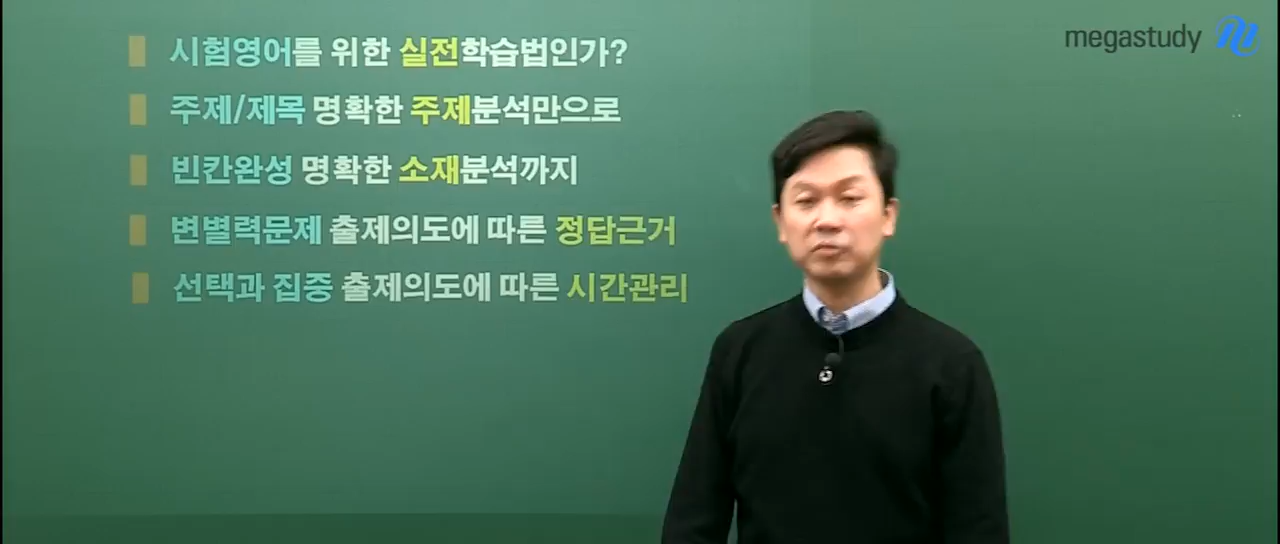 megastudy
시험영어를 위한 실전학습법인가?
주제/제목 명확한 주제분석만으로
빈칸완성 명확한 소재분석까지
변별력문제 출제의도에 따른 정답근거
선택과 집중 출제의도에 따른 시간관리